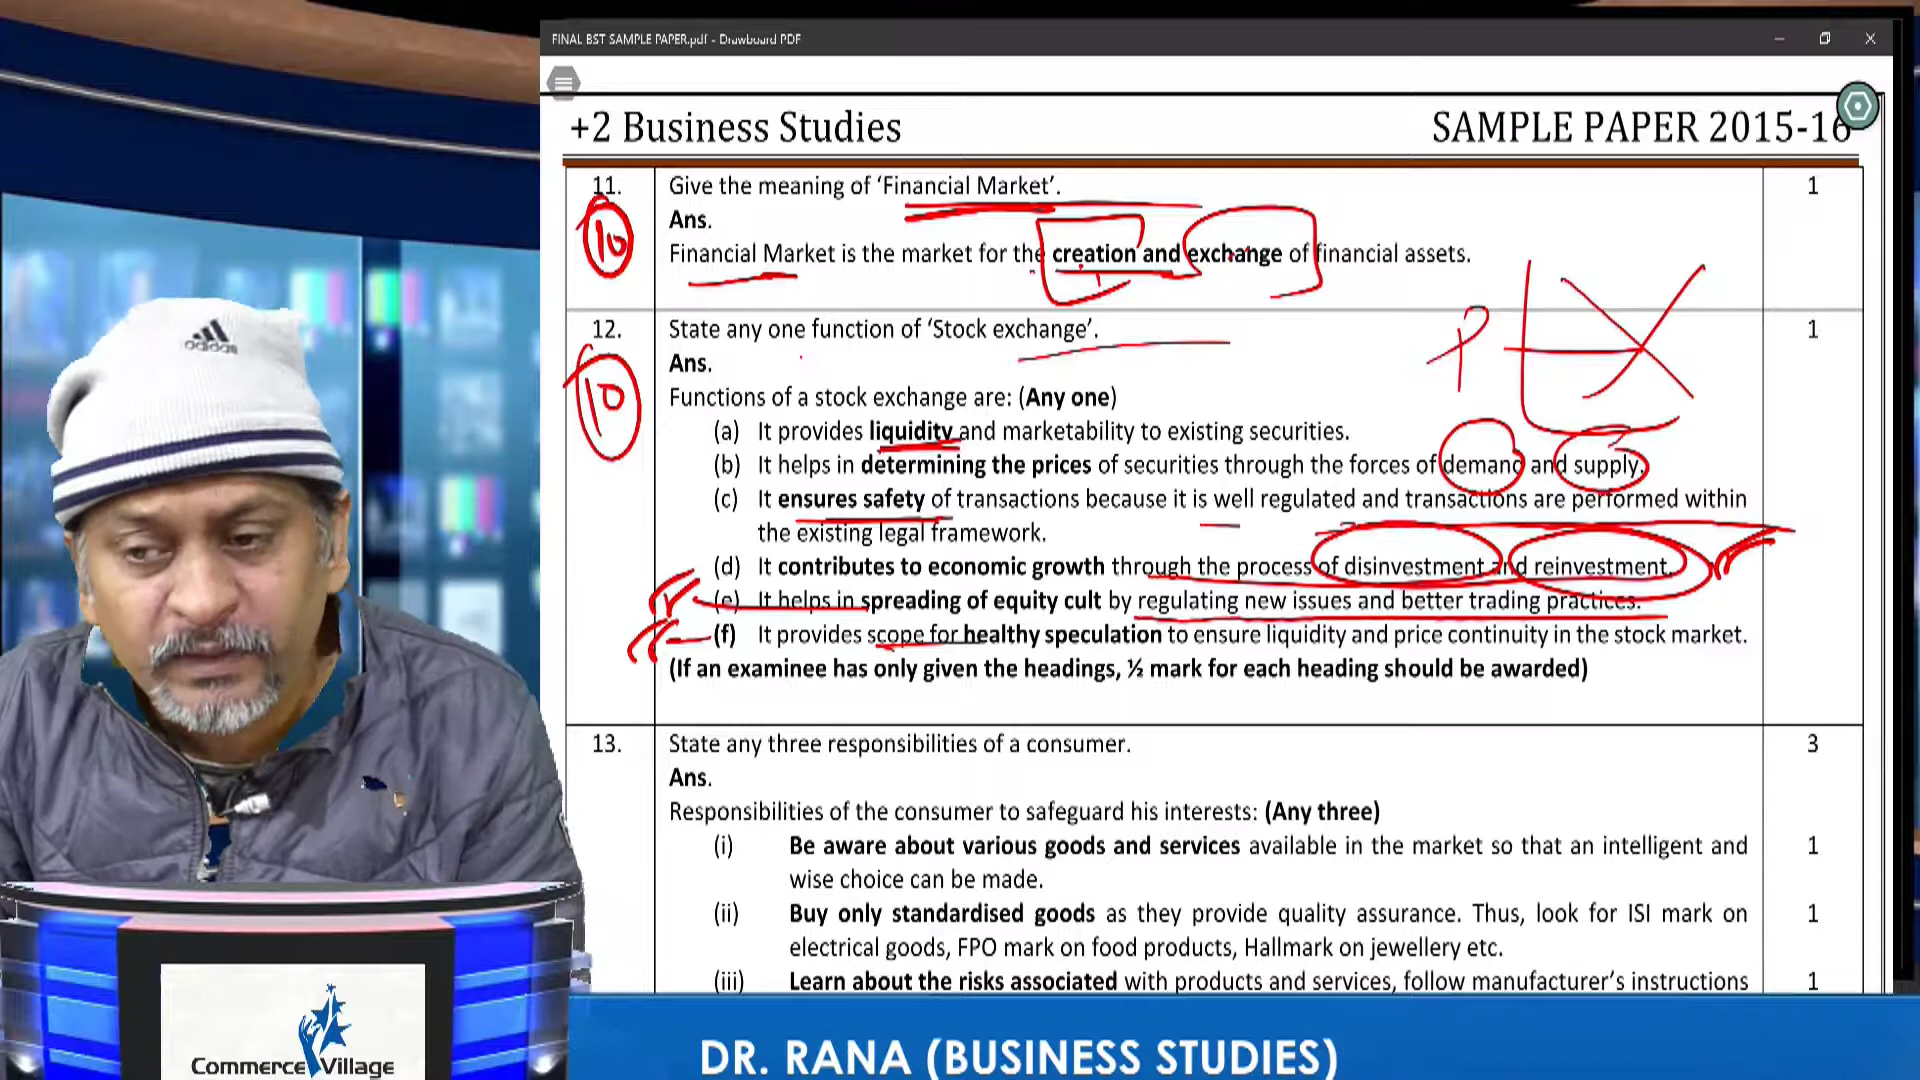 FINAL BST SAMPLE PAPER.pdf - Drawboard PDF
+2 Business Studies SAMPLE PAPER 2015-16
11. Give the meaning of ‘Financial Market’. 1
10
Ans.
Financial Market is the market for the creation and exchange of financial assets.
12. State any one function of ‘Stock exchange’. 1
P
10
Ans.
Functions of a stock exchange are: (Any one)
(a) It provides liquidity and marketability to existing securities.
(b) It helps in determining the prices of securities through the forces of demand and supply.
(c) It ensures safety of transactions because it is well regulated and transactions are performed within
the existing legal framework.
(d) It contributes to economic growth through the process of disinvestment and reinvestment.
(e) It helps in spreading of equity cult by regulating new issues and better trading practices.
(f) It provides scope for healthy speculation to ensure liquidity and price continuity in the stock market.
(If an examinee has only given the headings, ½ mark for each heading should be awarded)
13. State any three responsibilities of a consumer. 3
Ans.
Responsibilities of the consumer to safeguard his interests: (Any three)
(i) Be aware about various goods and services available in the market so that an intelligent and 1
wise choice can be made.
(ii) Buy only standardised goods as they provide quality assurance. Thus, look for ISI mark on 1
electrical goods, FPO mark on food products, Hallmark on jewellery etc.
(iii) Learn about the risks associated with products and services, follow manufacturer’s instructions 1
adidas
Commerce Village
DR. RANA (BUSINESS STUDIES)